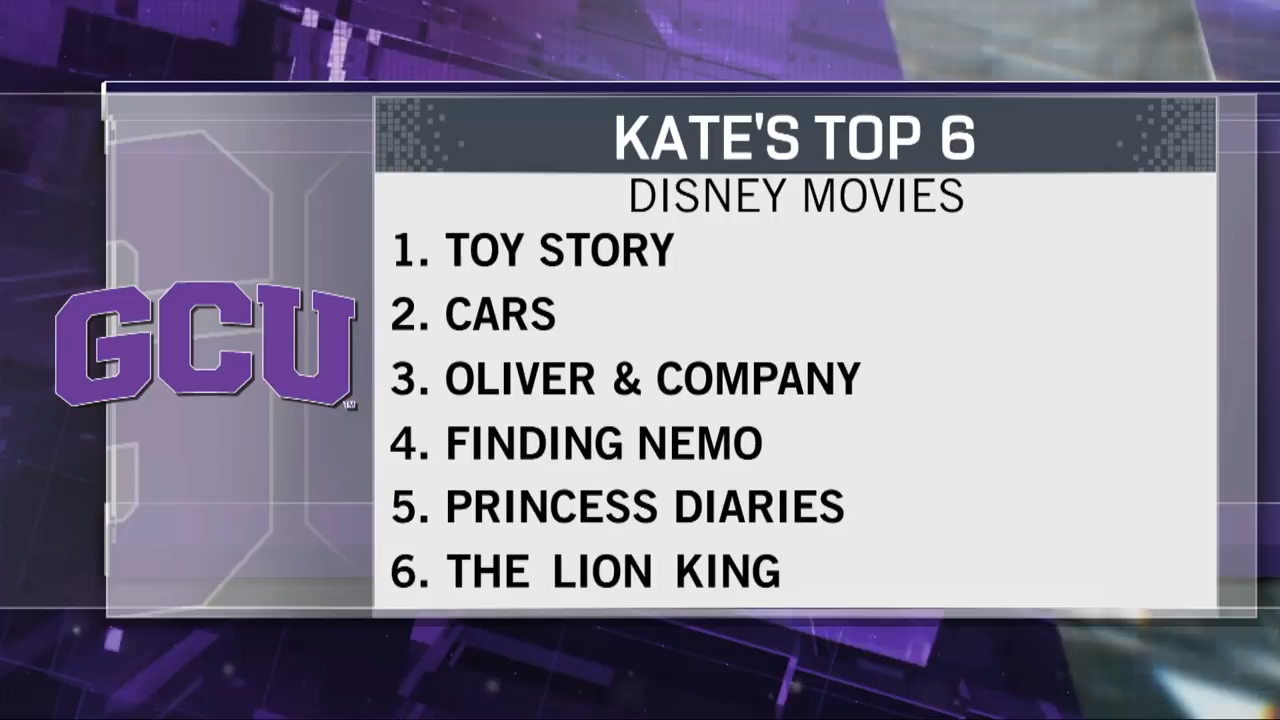 KATE'S TOP 6
DISNEY MOVIES
1. TOY STORY
2. CARS
3. OLIVER & COMPANY
4. FINDING NEMO
5. PRINCESS DIARIES
6. THE LION KING
GCU
TM